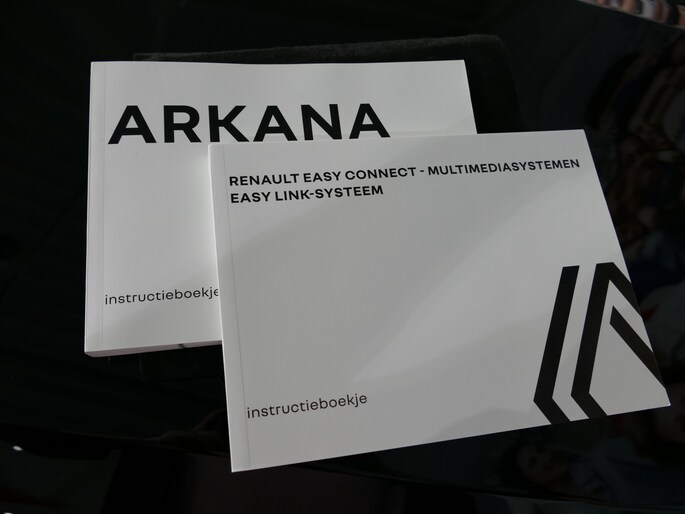 ARKANA
instructieboekje
RENAULT EASY CONNECT - MULTIMEDIASYSTEMEN
EASY LINK-SYSTEEM
instructieboekje